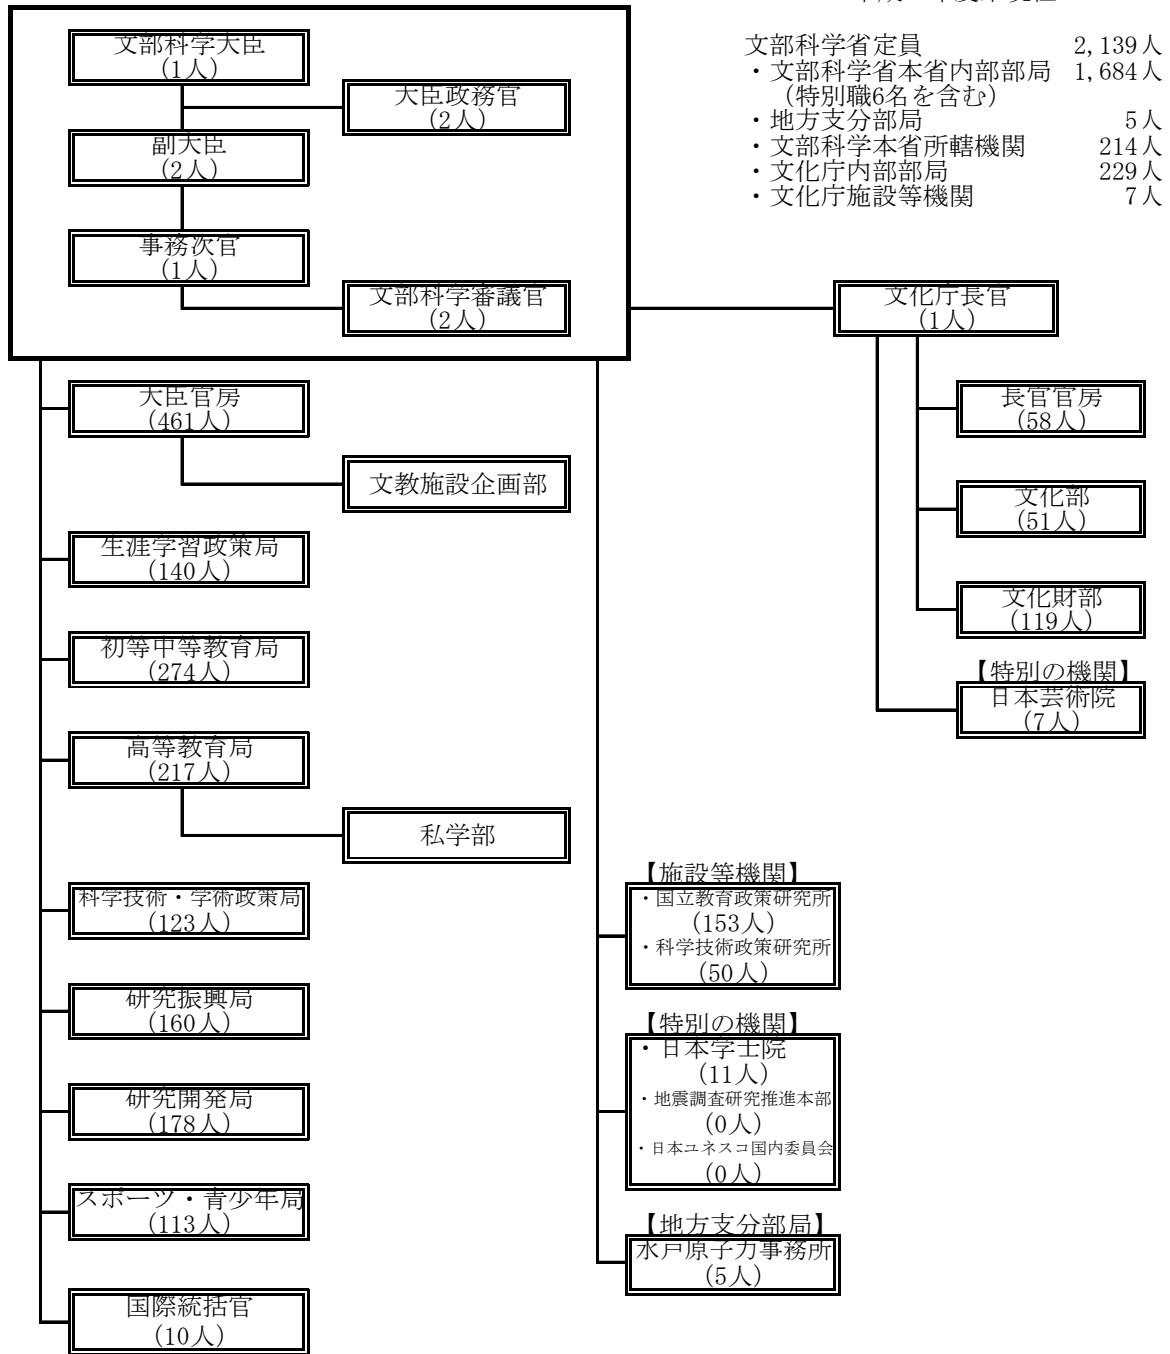 文部科学省定員 2,139人
・文部科学省本省内部部局 1,684人
(特別職6名を含む)
・地方支分部局 5人
・文部科学本省所轄機関 214人
・文化庁内部部局 229人
・文化庁施設等機関 7人
文部科学大臣
(1人)
大臣政務官
(2人)
副大臣
(2人)
事務次官
(1人)
文部科学審議官
(2人)
文化庁長官
(1人)
大臣官房
(461人)
文教施設企画部
生涯学習政策局
(140人)
初等中等教育局
(274人)
高等教育局
(217人)
私学部
科学技術・学術政策局
(123人)
研究振興局
(160人)
研究開発局
(178人)
スポーツ・青少年局
(113人)
国際統括官
(10人)
長官官房
(58人)
文化部
(51人)
文化財部
(119人)
【特別の機関】
日本芸術院
(7人)
【施設等機関】
・国立教育政策研究所
(153人)
・科学技術政策研究所
(50人)
【特別の機関】
・日本学士院
(11人)
・地震調査研究推進本部
(0人)
・日本ユネスコ国内委員会
(0人)
【地方支分部局】
水戸原子力事務所
(5人)